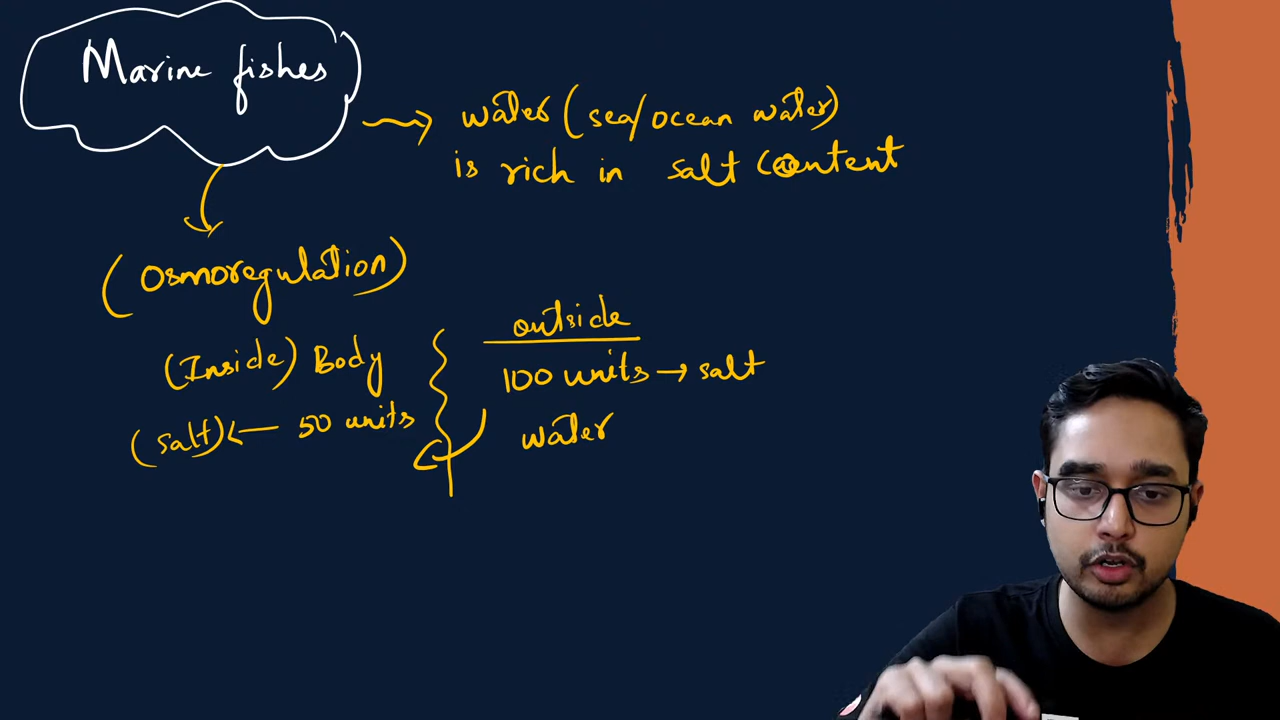 Marine fishes
water (sea/ocean water)
is rich in salt content
(Osmoregulation)
outside
(Inside) Body
100 units → salt
(salt) ← 50 units
water